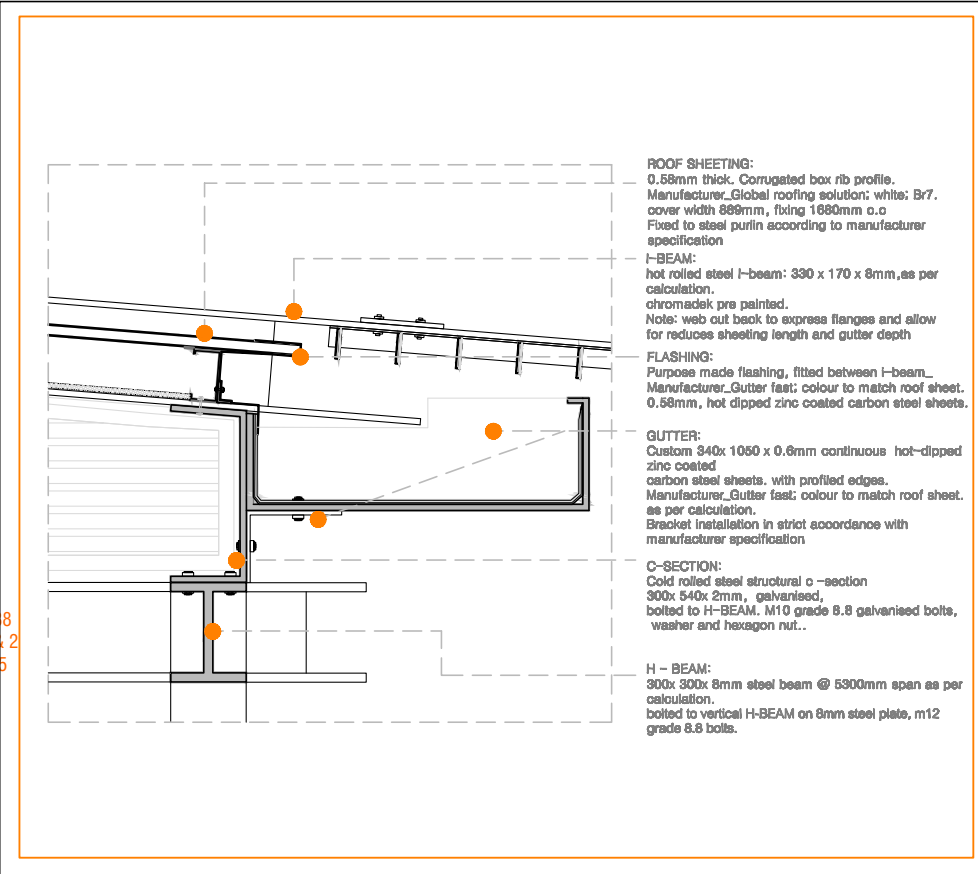 ROOF SHEETING:
0.58mm thick. Corrugated box rib profile.
Manufacturer_Global roofing solution; white; Br7.
cover width 889mm, fixing 1680mm c.c
Fixed to steel purlin according to manufacturer
specification
I-BEAM:
hot rolled steel I-beam: 330 x 170 x 8mm,as per
calculation.
chromadek pre painted.
Note: web cut back to express flanges and allow
for reduces sheeting length and gutter depth
FLASHING:
Purpose made flashing, fitted between I-beam_
Manufacturer_Gutter fast; colour to match roof sheet.
0.58mm, hot dipped zinc coated carbon steel sheets.
GUTTER:
Custom 340x 1050 x 0.6mm continuous hot-dipped
zinc coated
carbon steel sheets. with profiled edges.
Manufacturer_Gutter fast; colour to match roof sheet.
as per calculation.
Bracket installation in strict accordance with
manufacturer specification
C-SECTION:
Cold rolled steel structural c -section
300x 540x 2mm, galvanised,
bolted to H-BEAM. M10 grade 8.8 galvanised bolts,
washer and hexagon nut..
H - BEAM:
300x 300x 8mm steel beam @ 5300mm span as per
calculation.
bolted to vertical H-BEAM on 8mm steel plate, m12
grade 8.8 bolts.
38
& 2
5